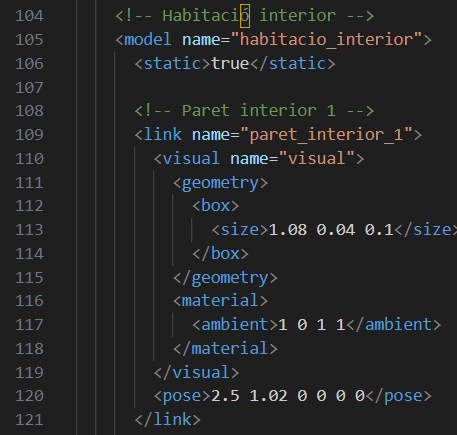 104 <!-- Habitació interior -->
105 <model name="habitacio_interior">
106 <static>true</static>
107
108 <!-- Paret interior 1 -->
109 <link name="paret_interior_1">
110 <visual name="visual">
111 <geometry>
112 <box>
113 <size>1.08 0.04 0.1</size>
114 </box>
115 </geometry>
116 <material>
117 <ambient>1 0 1 1</ambient>
118 </material>
119 </visual>
120 <pose>2.5 1.02 0 0 0 0</pose>
121 </link>